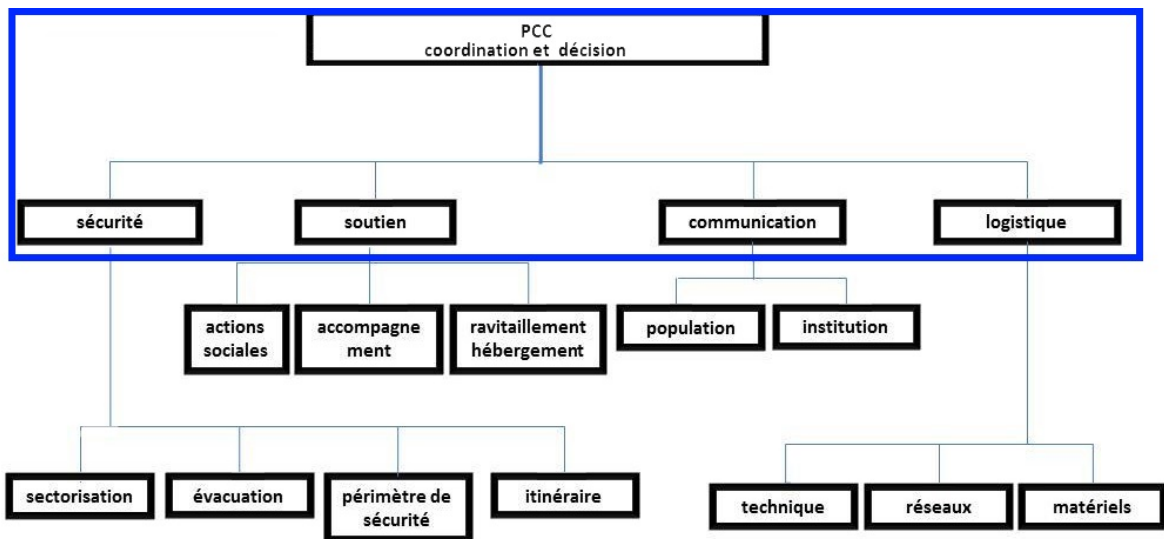 PCC
coordination et décision
sécurité
soutien
communication
logistique
actions
sociales
accompagne
ment
ravitaillement
hébergement
population
institution
sectorisation
évacuation
périmètre de
sécurité
itinéraire
technique
réseaux
matériels